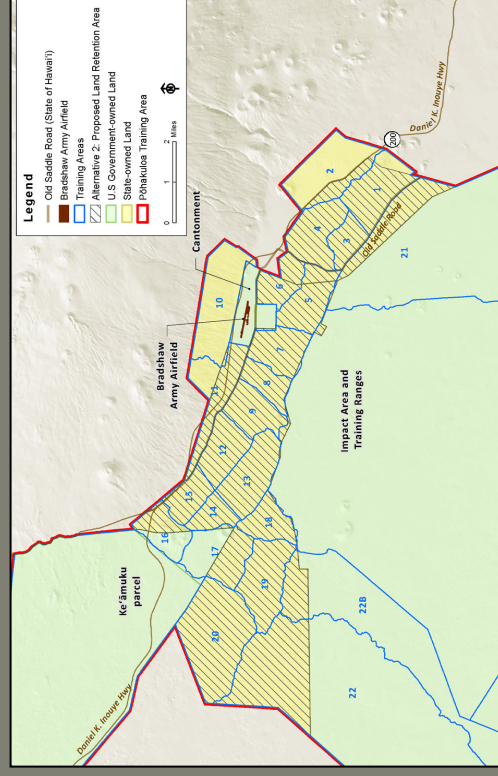 Legend
Old Saddle Road (State of Hawai'i)
Bradshaw Army Airfield
Training Areas
Alternative 2: Proposed Land Retention Area
U.S Government-owned Land
State-owned Land
Pōhakuloa Training Area
0 1 2
Miles
N
Cantonment
Bradshaw
Army Airfield
Ke'āmuku
parcel
Daniel K. Inouye Hwy
Daniel K. Inouye Hwy
200
Old Saddle Road
Impact Area and
Training Ranges
1
2
3
4
5
6
7
8
9
10
11
12
13
14
15
16
17
18
19
20
21
22
22B